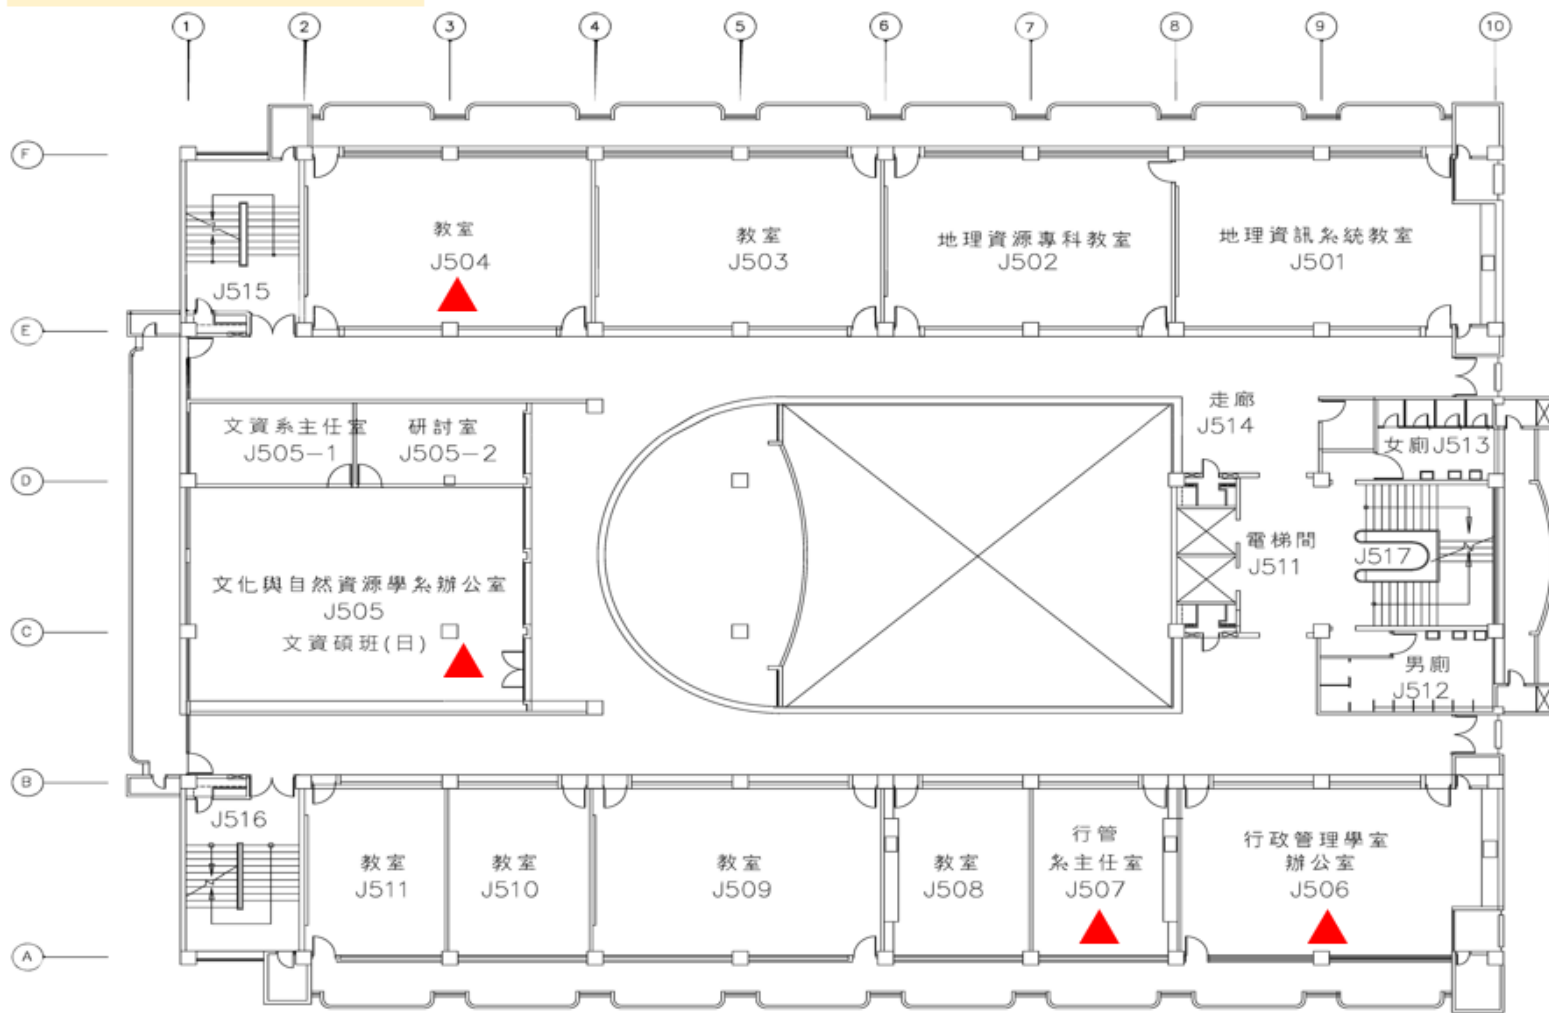 1
2
3
4
5
6
7
8
9
10
F
教室
J504
教室
J503
地理資源專科教室
J502
地理資訊系統教室
J501
J515
E
文資系主任室
J505-1
研討室
J505-2
走廊
J514
女廁J513
D
文化與自然資源學系辦公室
J505
文資碩班(日)
電梯間
J511
J517
C
男廁
J512
B
J516
教室
J511
教室
J510
教室
J509
教室
J508
行管
系主任室
J507
行政管理學室
辦公室
J506
A